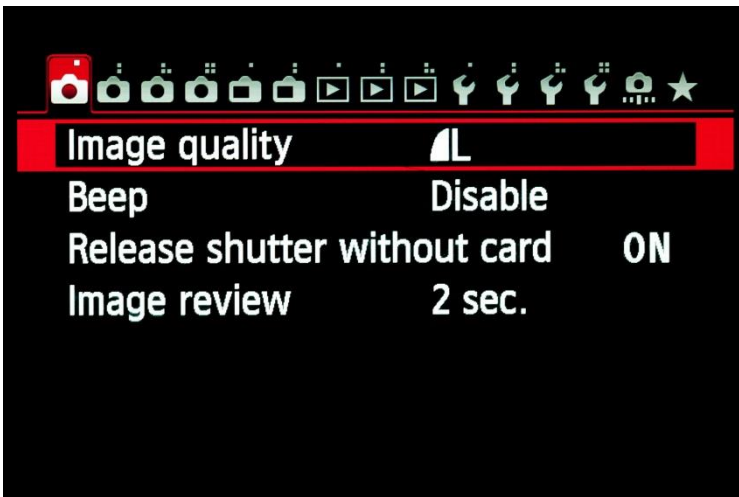 Image quality L
Beep Disable
Release shutter without card ON
Image review 2 sec.